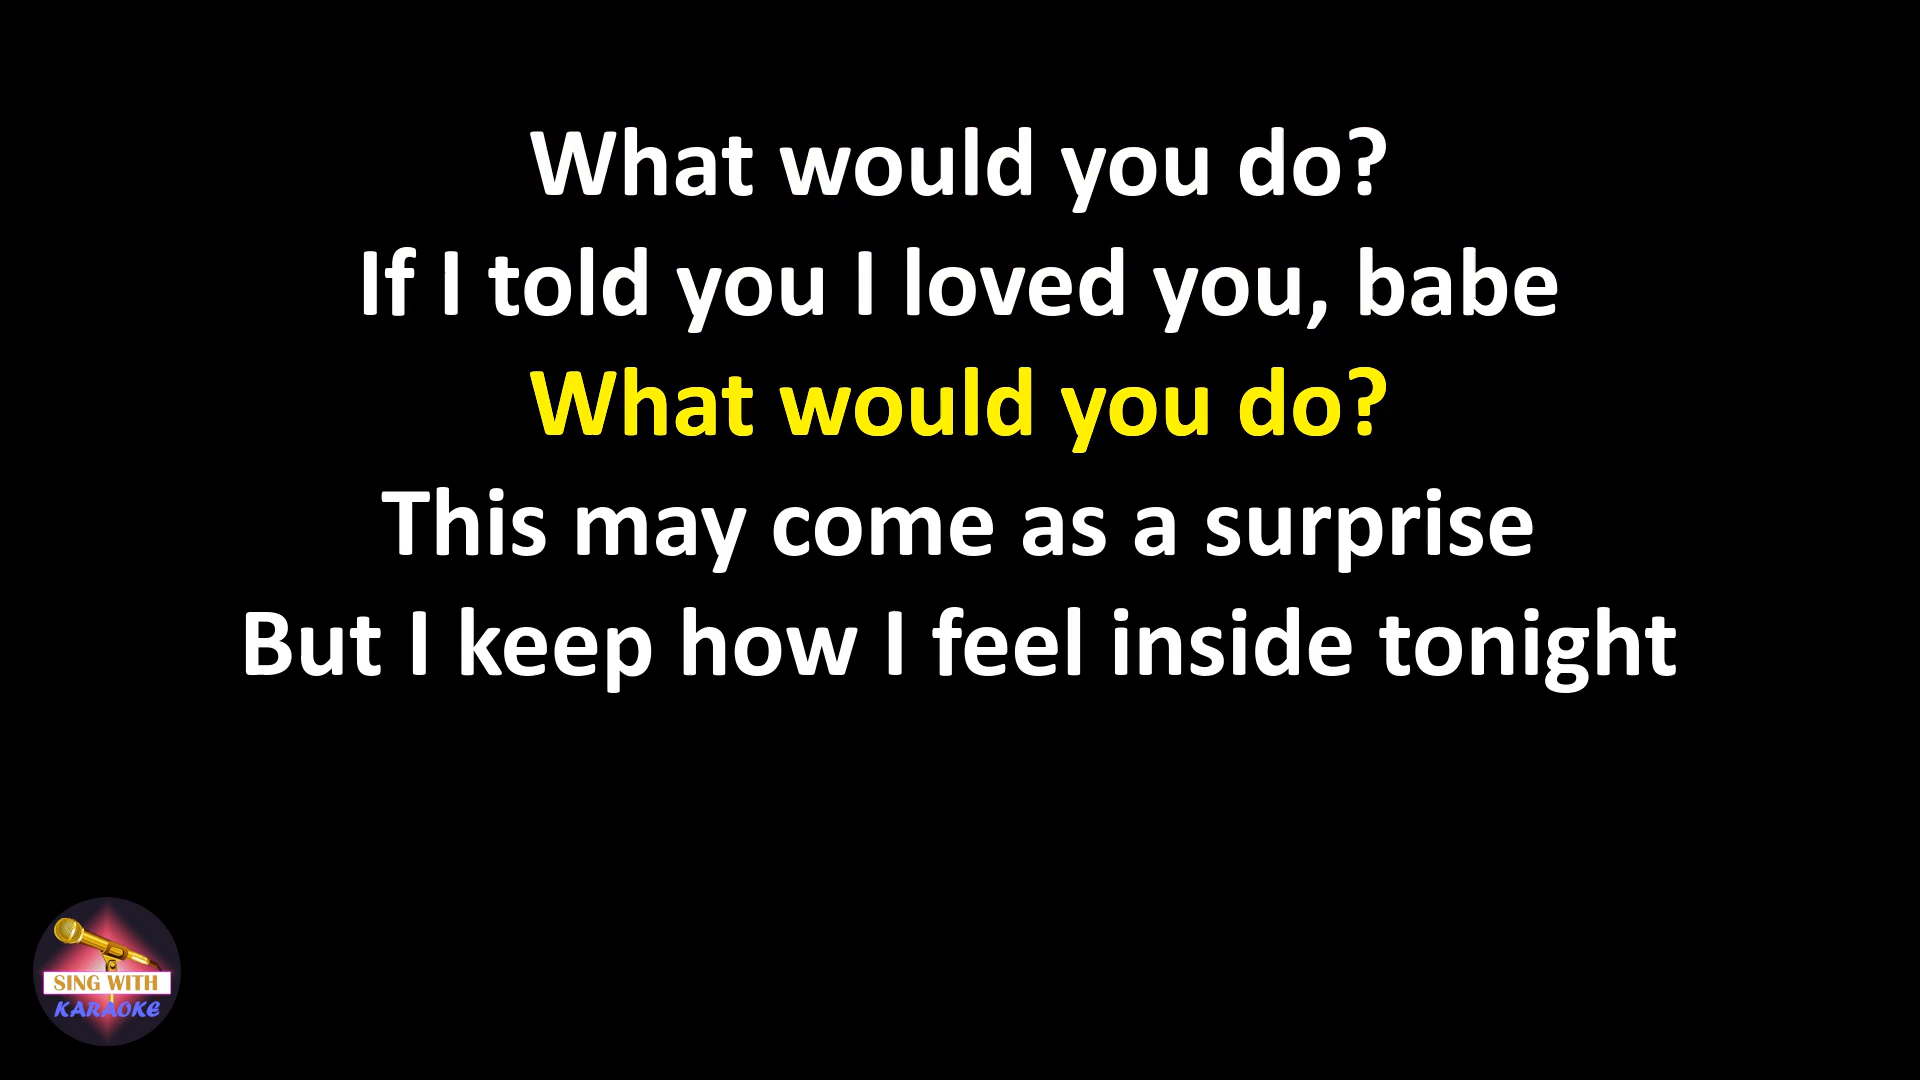 What would you do?
If I told you I loved you, babe
What would you do?
This may come as a surprise
But I keep how I feel inside tonight
SING WITH
KARAOKE